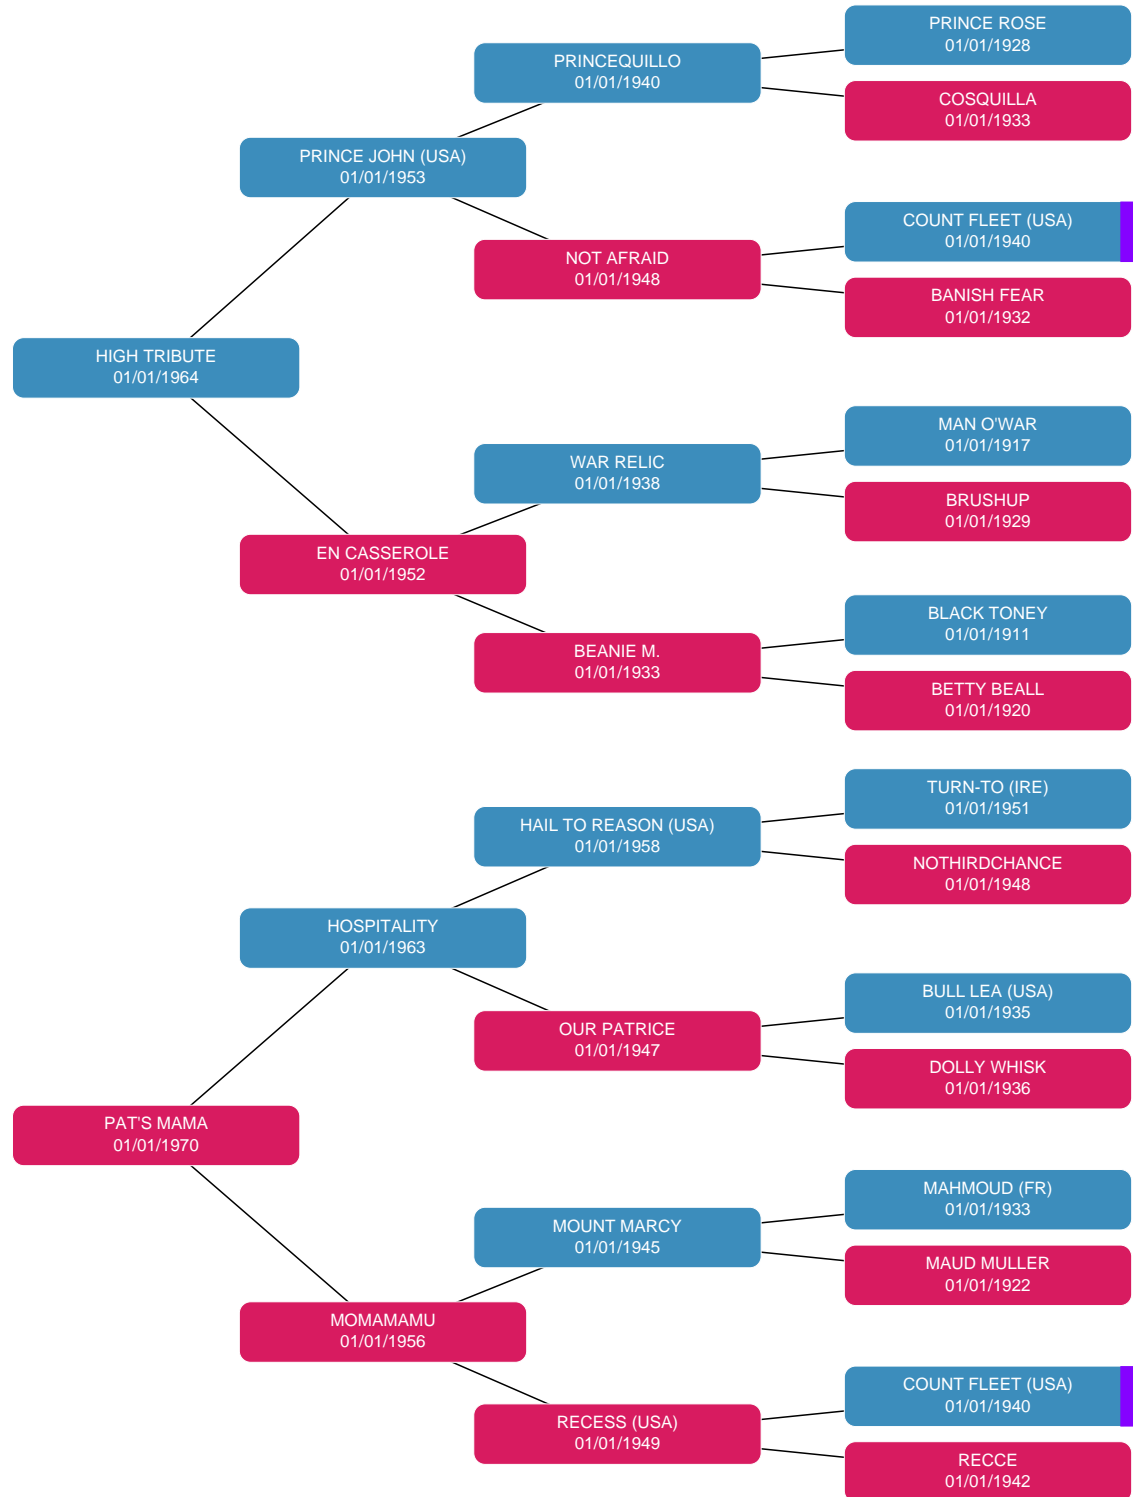 PRINCE ROSE
01/01/1928
PRINCEQUILLO
01/01/1940
COSQUILLA
01/01/1933
PRINCE JOHN (USA)
01/01/1953
COUNT FLEET (USA)
01/01/1940
NOT AFRAID
01/01/1948
BANISH FEAR
01/01/1932
HIGH TRIBUTE
01/01/1964
MAN O'WAR
01/01/1917
WAR RELIC
01/01/1938
BRUSHUP
01/01/1929
EN CASSEROLE
01/01/1952
BLACK TONEY
01/01/1911
BEANIE M.
01/01/1933
BETTY BEALL
01/01/1920
TURN-TO (IRE)
01/01/1951
HAIL TO REASON (USA)
01/01/1958
NOTHIRDCHANCE
01/01/1948
HOSPITALITY
01/01/1963
BULL LEA (USA)
01/01/1935
OUR PATRICE
01/01/1947
DOLLY WHISK
01/01/1936
PAT'S MAMA
01/01/1970
MAHMOUD (FR)
01/01/1933
MOUNT MARCY
01/01/1945
MAUD MULLER
01/01/1922
MOMAMAMU
01/01/1956
COUNT FLEET (USA)
01/01/1940
RECESS (USA)
01/01/1949
RECCE
01/01/1942